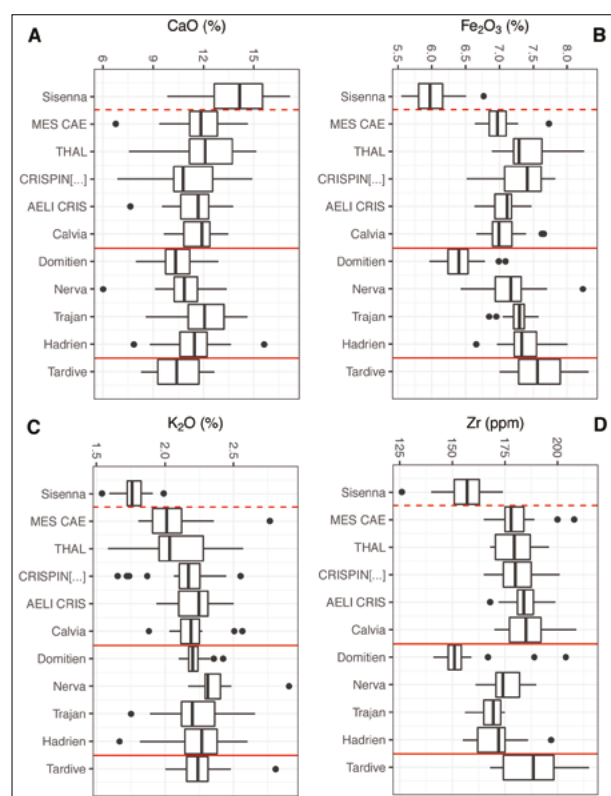 A CaO (%)
6 9 12 15
Sisenna
MES CAE
THAL
CRISPIN[...]
AELI CRIS
Calvia
Domitien
Nerva
Trajan
Hadrien
Tardive
Fe₂O₃ (%) B
5.5 6.0 6.5 7.0 7.5 8.0
Sisenna
MES CAE
THAL
CRISPIN[...]
AELI CRIS
Calvia
Domitien
Nerva
Trajan
Hadrien
Tardive
C K₂O (%)
1.5 2.0 2.5
Sisenna
MES CAE
THAL
CRISPIN[...]
AELI CRIS
Calvia
Domitien
Nerva
Trajan
Hadrien
Tardive
Zr (ppm) D
125 150 175 200
Sisenna
MES CAE
THAL
CRISPIN[...]
AELI CRIS
Calvia
Domitien
Nerva
Trajan
Hadrien
Tardive